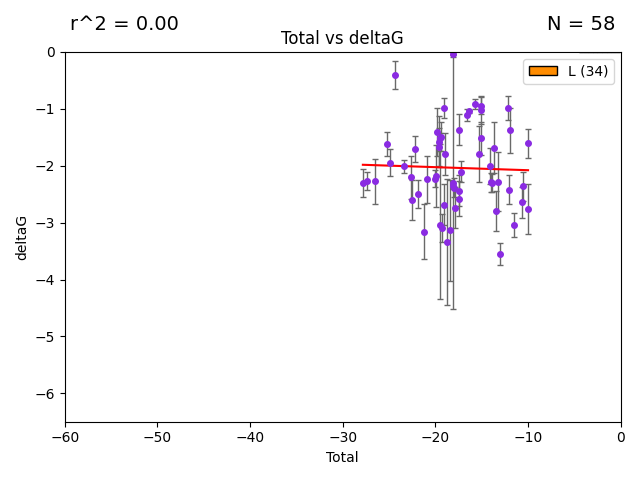 r^2 = 0.00
N = 58
Total vs deltaG
L (34)
0
−1
−2
−3
−4
−5
−6
deltaG
−60
−50
−40
−30
−20
−10
0
Total